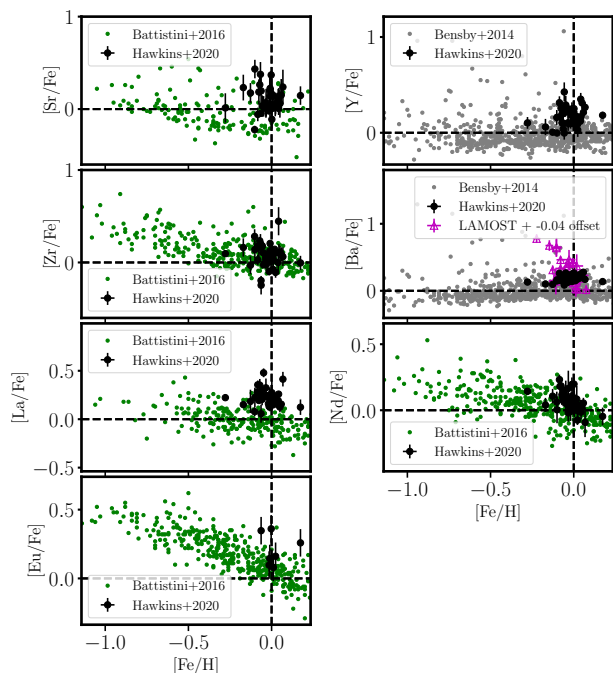 1
[Sr/Fe]
0
Battistini+2016
Hawkins+2020
1
[Y/Fe]
0
Bensby+2014
Hawkins+2020
1
[Zr/Fe]
0
Battistini+2016
Hawkins+2020
1
[Ba/Fe]
0
Bensby+2014
Hawkins+2020
LAMOST + -0.04 offset
0.5
[La/Fe]
0.0
−0.5
Battistini+2016
Hawkins+2020
0.5
[Nd/Fe]
0.0
Battistini+2016
Hawkins+2020
−1.0 −0.5 0.0
[Fe/H]
0.5
[Eu/Fe]
0.0
Battistini+2016
Hawkins+2020
−1.0 −0.5 0.0
[Fe/H]